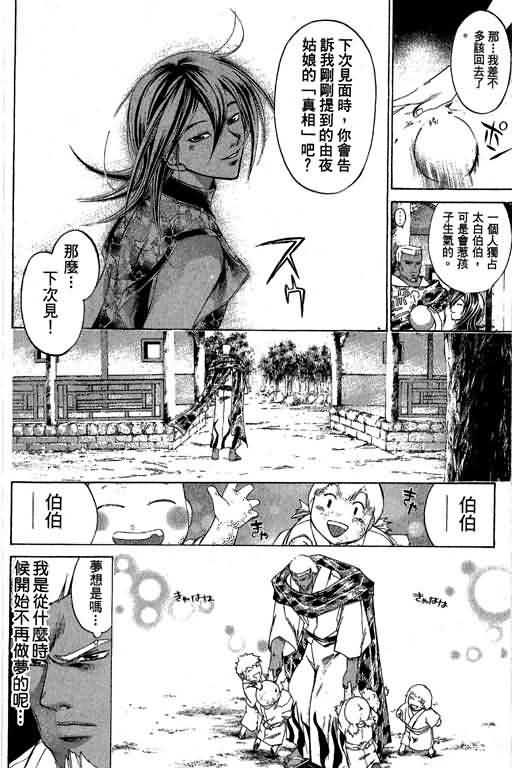 那…我差不
多該回去了
。
一個人獨占
太白伯伯，
可是會惹孩
子生氣的。
…
下次見面時，你會告
訴我剛剛提到的由夜
姑娘的「真相」吧？
那麼…
下次見！
スッ
伯伯
伯伯
きゃっ
きゃっ
きゃはは
きゃはは
夢想是嗎…
我是從什麼時
候開始不再做
夢的呢…